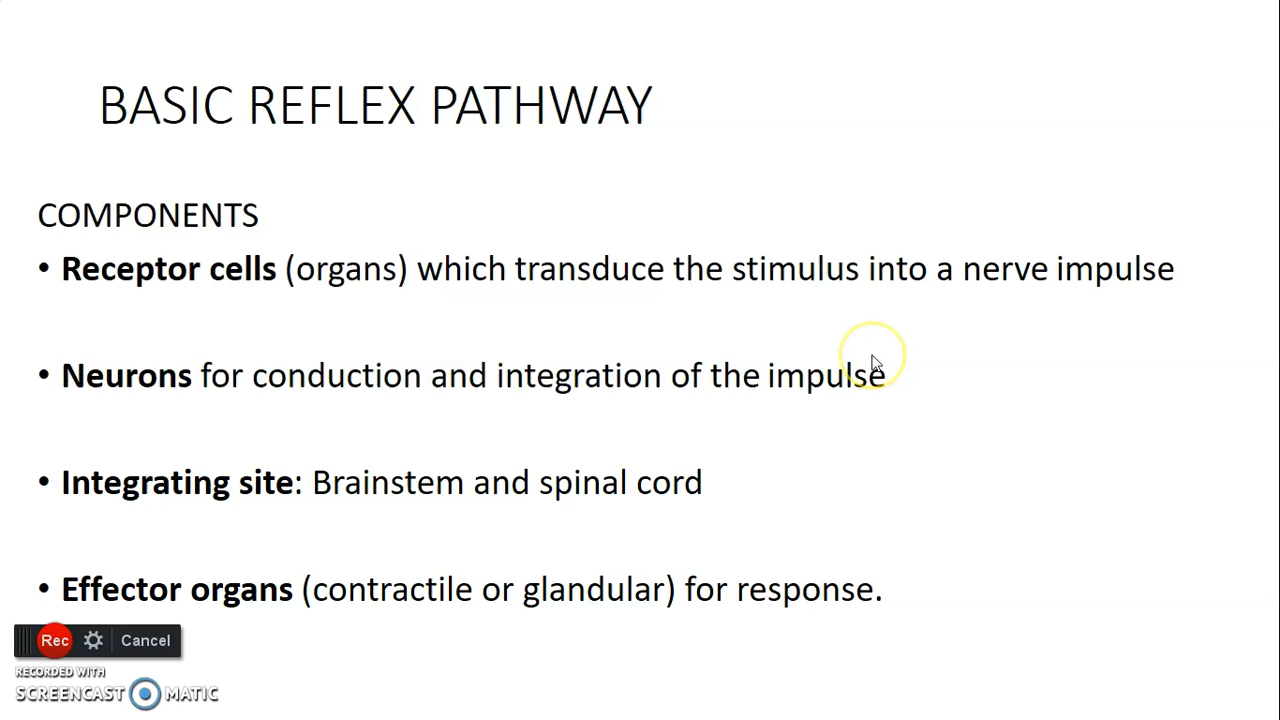 BASIC REFLEX PATHWAY
COMPONENTS
• Receptor cells (organs) which transduce the stimulus into a nerve impulse
• Neurons for conduction and integration of the impulse
• Integrating site: Brainstem and spinal cord
• Effector organs (contractile or glandular) for response.
Rec Cancel
RECORDED WITH
SCREENCAST MATIC